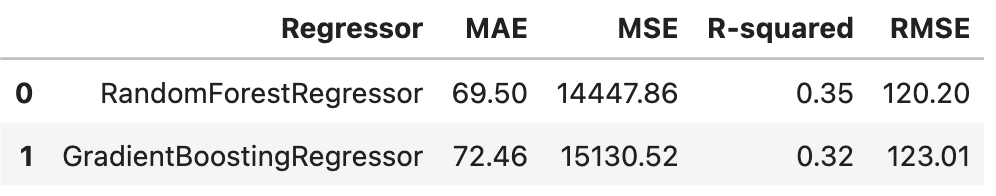 Regressor MAE MSE R-squared RMSE
0 RandomForestRegressor 69.50 14447.86 0.35 120.20
1 GradientBoostingRegressor 72.46 15130.52 0.32 123.01